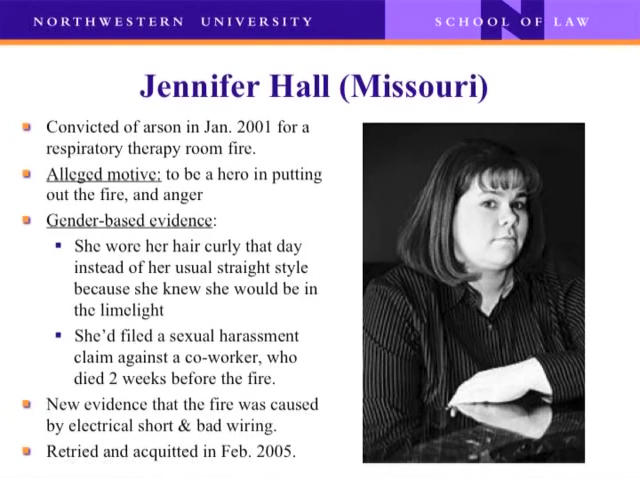 NORTHWESTERN UNIVERSITY
SCHOOL OF LAW
Jennifer Hall (Missouri)
Convicted of arson in Jan. 2001 for a
respiratory therapy room fire.
Alleged motive: to be a hero in putting
out the fire, and anger
Gender-based evidence:
She wore her hair curly that day
instead of her usual straight style
because she knew she would be in
the limelight
She’d filed a sexual harassment
claim against a co-worker, who
died 2 weeks before the fire.
New evidence that the fire was caused
by electrical short & bad wiring.
Retried and acquitted in Feb. 2005.